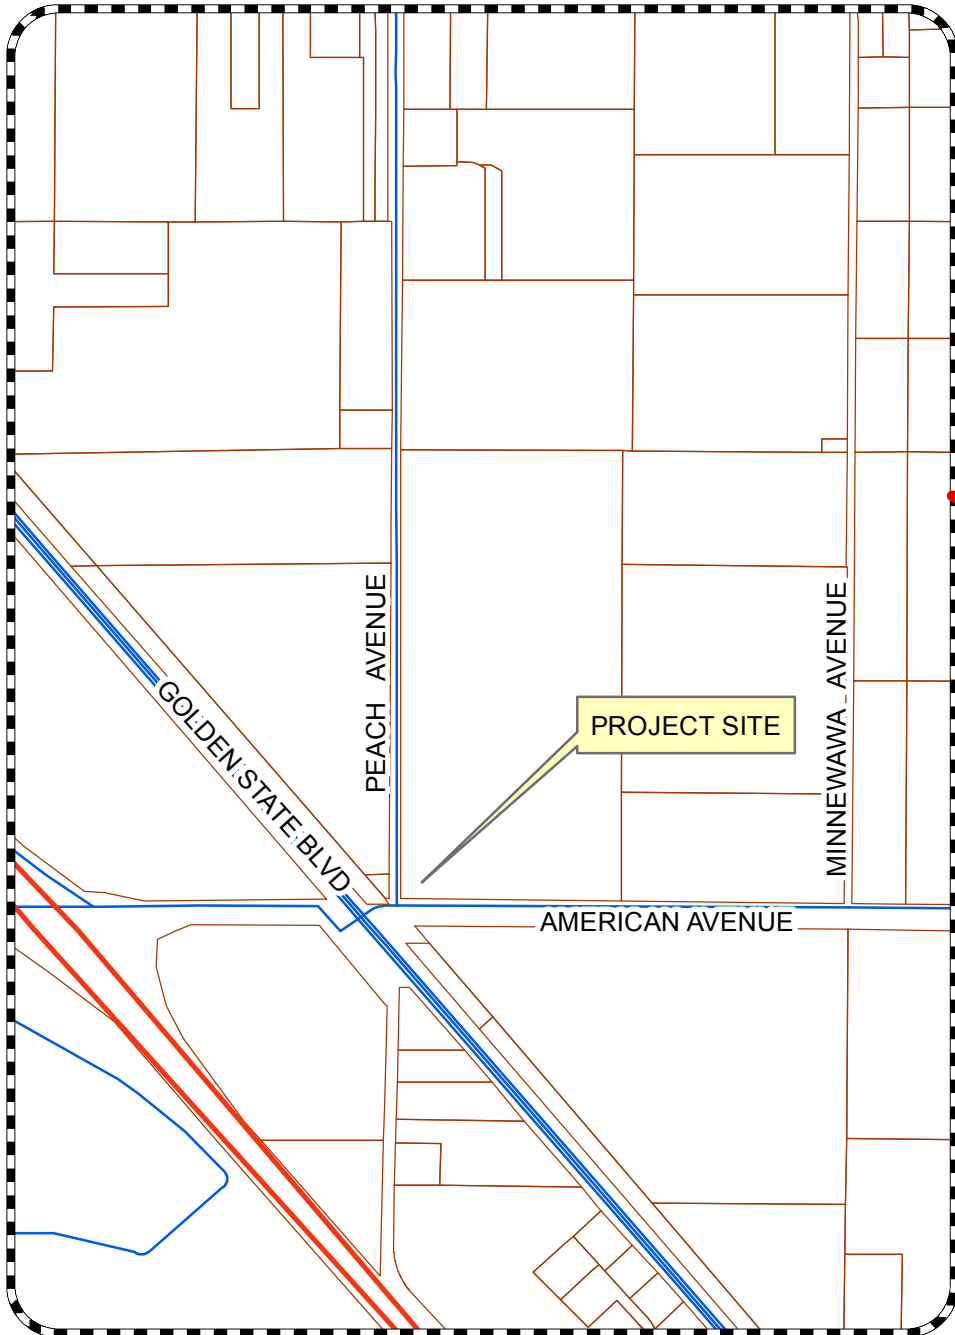 PEACH AVENUE
MINNEWAWA AVENUE
GOLDEN STATE BLVD
PROJECT SITE
AMERICAN AVENUE